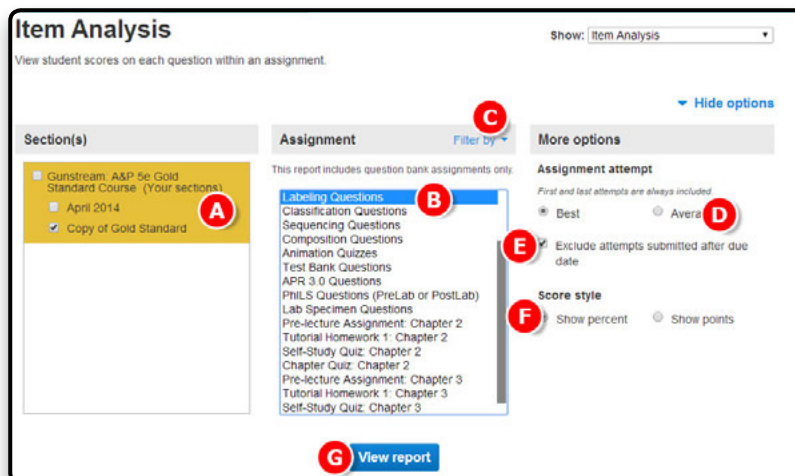 Item Analysis
Show: Item Analysis
View student scores on each question within an assignment.
Hide options
C
Section(s)
Assignment
Filter by
More options
Gunstream: A&P 5e Gold
Standard Course (Your sections)
April 2014
Copy of Gold Standard
A
This report includes question bank assignments only.
Labeling Questions
Classification Questions
Sequencing Questions
Composition Questions
Animation Quizzes
Test Bank Questions
APR 3.0 Questions
PhILS Questions (PreLab or PostLab)
Lab Specimen Questions
Pre-lecture Assignment: Chapter 2
Tutorial Homework 1: Chapter 2
Self-Study Quiz: Chapter 2
Chapter Quiz: Chapter 2
Pre-lecture Assignment: Chapter 3
Tutorial Homework 1: Chapter 3
Self-Study Quiz: Chapter 3
B
Assignment attempt
First and last attempts are always included.
Best
D
E
Exclude attempts submitted after due
date
Score style
F
Show percent Show points
G
View report